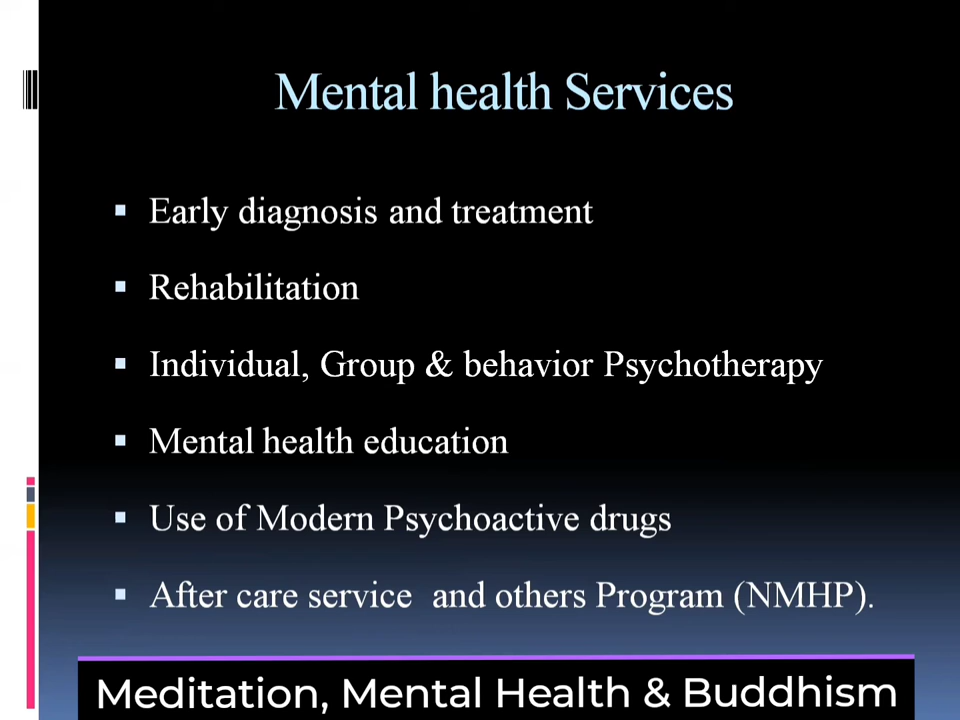 Mental health Services
Early diagnosis and treatment
Rehabilitation
Individual, Group & behavior Psychotherapy
Mental health education
Use of Modern Psychoactive drugs
After care service and others Program (NMHP).
Meditation, Mental Health & Buddhism